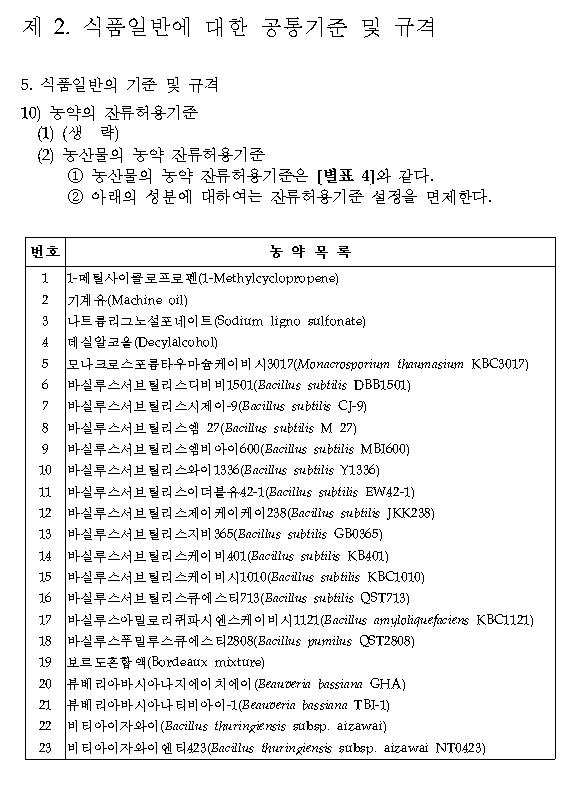 제 2. 식품일반에 대한 공통기준 및 규격
5. 식품일반의 기준 및 규격
10) 농약의 잔류허용기준
(1) (생 략)
(2) 농산물의 농약 잔류허용기준
① 농산물의 농약 잔류허용기준은 [별표 4]와 같다.
② 아래의 성분에 대하여는 잔류허용기준 설정을 면제한다.
번호 농 약 목 록
1 1-메틸사이클로프로펜(1-Methylcyclopropene)
2 기계유(Machine oil)
3 나트륨리그노설포네이트(Sodium ligno sulfonate)
4 데실알코올(Decylalcohol)
5 모나크로스포륨타우마슘케이비시3017(Monacrosporium thaumasium KBC3017)
6 바실루스서브틸리스디비비1501(Bacillus subtilis DBB1501)
7 바실루스서브틸리스시제이-9(Bacillus subtilis CJ-9)
8 바실루스서브틸리스엠 27(Bacillus subtilis M 27)
9 바실루스서브틸리스엠비아이600(Bacillus subtilis MBI600)
10 바실루스서브틸리스와이1336(Bacillus subtilis Y1336)
11 바실루스서브틸리스이더블유42-1(Bacillus subtilis EW42-1)
12 바실루스서브틸리스제이케이케이238(Bacillus subtilis JKK238)
13 바실루스서브틸리스지비365(Bacillus subtilis GB0365)
14 바실루스서브틸리스케이비401(Bacillus subtilis KB401)
15 바실루스서브틸리스케이비시1010(Bacillus subtilis KBC1010)
16 바실루스서브틸리스큐에스티713(Bacillus subtilis QST713)
17 바실루스아밀로리퀴파시엔스케이비시1121(Bacillus amyloliquefaciens KBC1121)
18 바실루스푸밀루스큐에스티2808(Bacillus pumilus QST2808)
19 보르도혼합액(Bordeaux mixture)
20 뷰베리아바시아나지에이치에이(Beauveria bassiana GHA)
21 뷰베리아바시아나티비아이-1(Beauveria bassiana TBI-1)
22 비티아이자와이(Bacillus thuringiensis subsp. aizawai)
23 비티아이자와이엔티423(Bacillus thuringiensis subsp. aizawai NT0423)